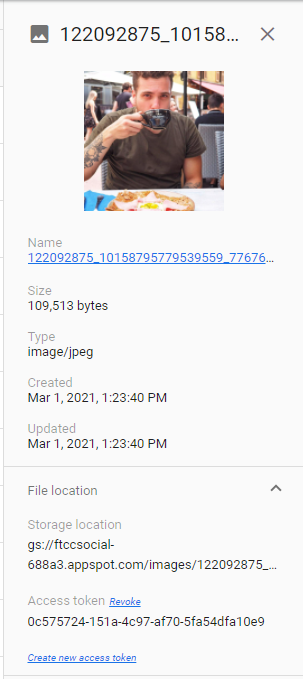 122092875_10158...
Name
122092875_10158795779539559_77676...
Size
109,513 bytes
Type
image/jpeg
Created
Mar 1, 2021, 1:23:40 PM
Updated
Mar 1, 2021, 1:23:40 PM
File location
Storage location
gs://ftccsocial-
688a3.appspot.com/images/122092875_...
Access token Revoke
0c575724-151a-4c97-af70-5fa54dfa10e9
Create new access token